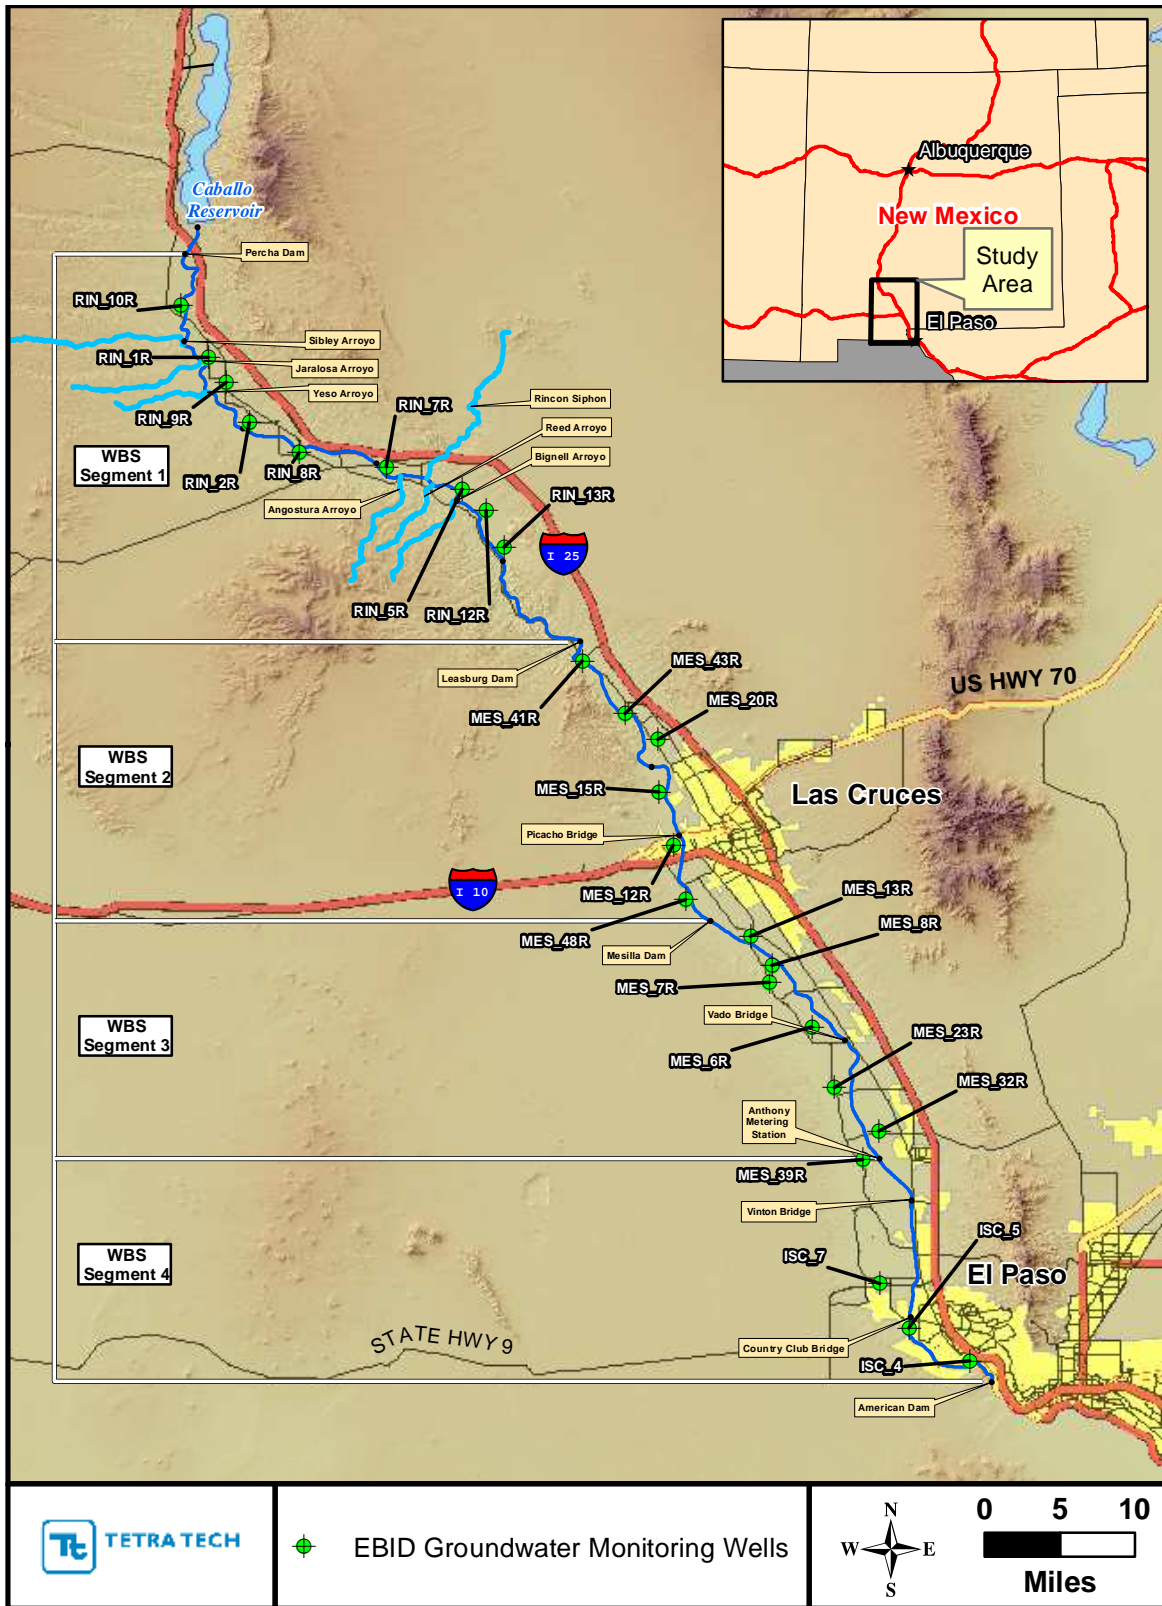 Albuquerque
New Mexico
Study
Area
El Paso
Caballo
Reservoir
Percha Dam
RIN_10R
Sibley Arroyo
RIN_1R
Jaralosa Arroyo
Yeso Arroyo
RIN_9R
RIN_7R
Rincon Siphon
Reed Arroyo
Bignell Arroyo
WBS
Segment 1
RIN_2R
RIN_8R
RIN_13R
Angostura Arroyo
I 25
RIN_5R
RIN_12R
Leasburg Dam
MES_43R
US HWY 70
MES_41R
MES_20R
WBS
Segment 2
MES_15R
Las Cruces
Picacho Bridge
I 10
MES_12R
MES_13R
MES_8R
MES_48R
Mesilla Dam
MES_7R
Vado Bridge
WBS
Segment 3
MES_23R
MES_6R
MES_32R
Anthony
Metering
Station
MES_39R
Vinton Bridge
ISC_5
WBS
Segment 4
ISC_7
El Paso
STATE HWY 9
Country Club Bridge
ISC_4
American Dam
Tt TETRA TECH
EBID Groundwater Monitoring Wells
N
W E
S
0 5 10
Miles